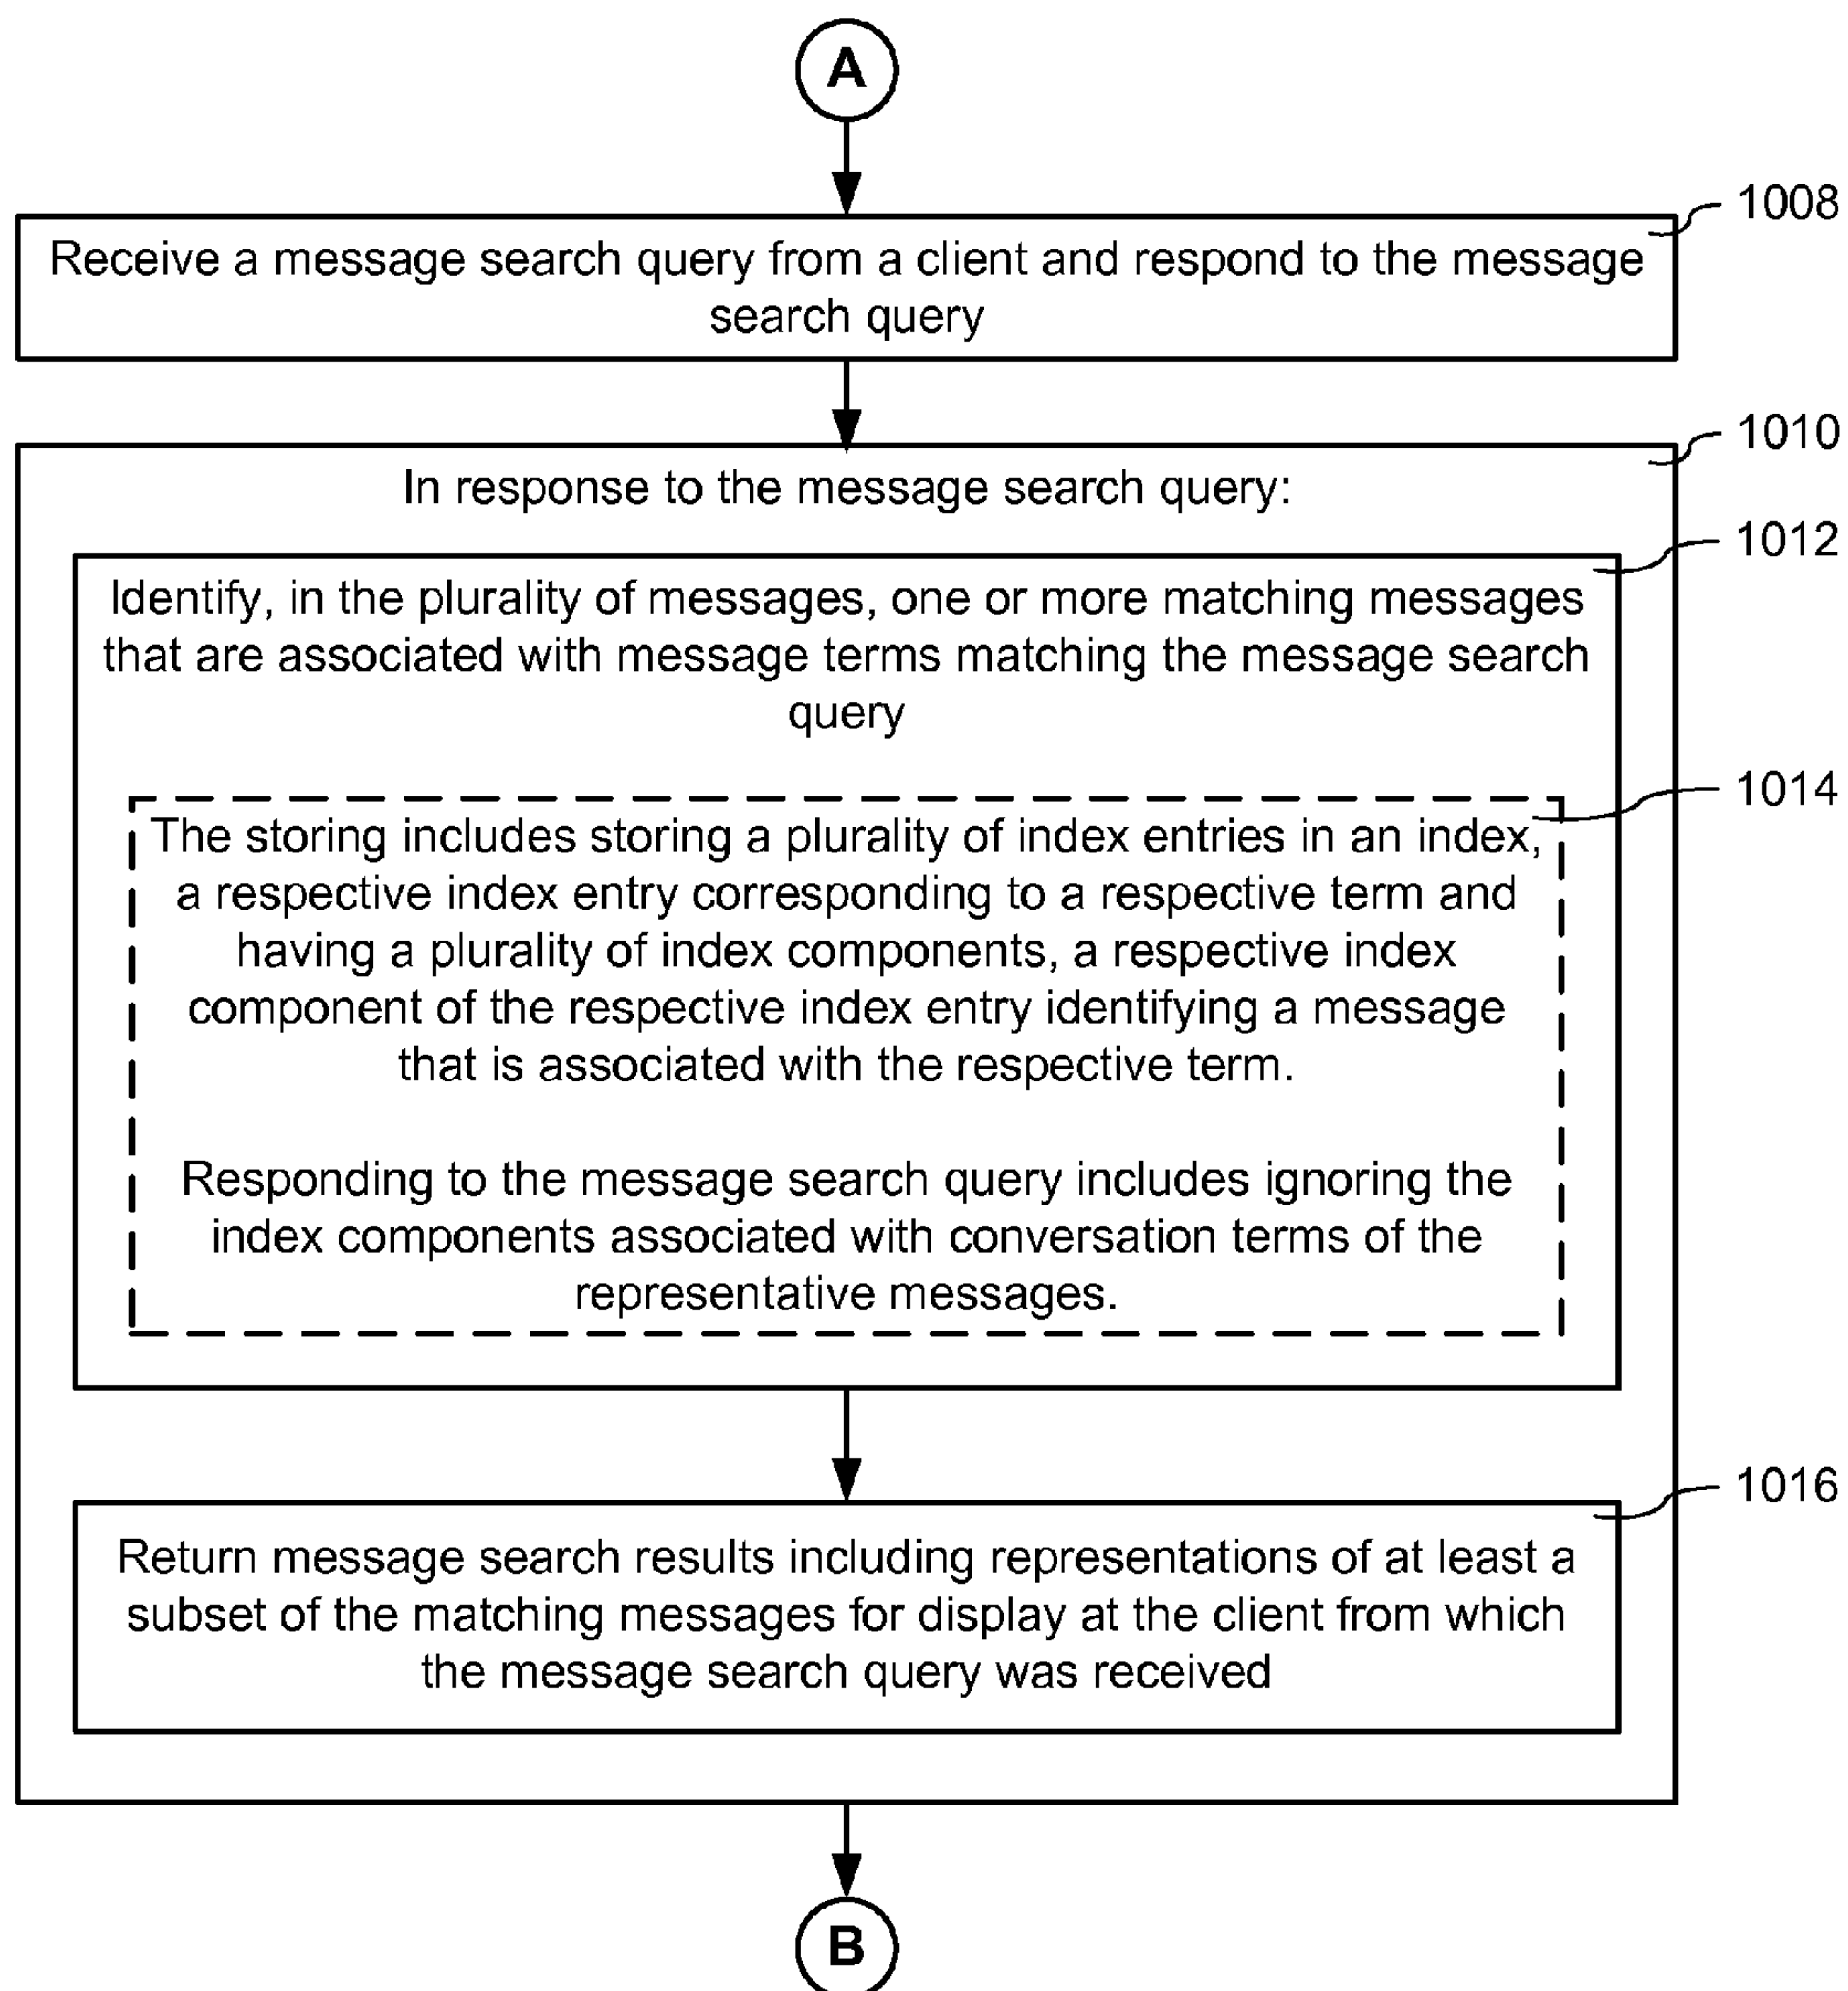 A
1008
Receive a message search query from a client and respond to the message
search query
1010
In response to the message search query:
1012
Identify, in the plurality of messages, one or more matching messages
that are associated with message terms matching the message search
query
1014
The storing includes storing a plurality of index entries in an index,
a respective index entry corresponding to a respective term and
having a plurality of index components, a respective index
component of the respective index entry identifying a message
that is associated with the respective term.
Responding to the message search query includes ignoring the
index components associated with conversation terms of the
representative messages.
1016
Return message search results including representations of at least a
subset of the matching messages for display at the client from which
the message search query was received
B